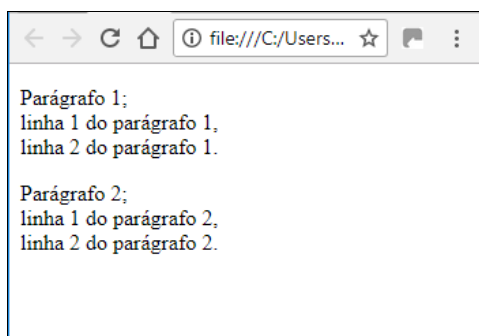 file:///C:/Users...
Parágrafo 1;
linha 1 do parágrafo 1,
linha 2 do parágrafo 1.
Parágrafo 2;
linha 1 do parágrafo 2,
linha 2 do parágrafo 2.